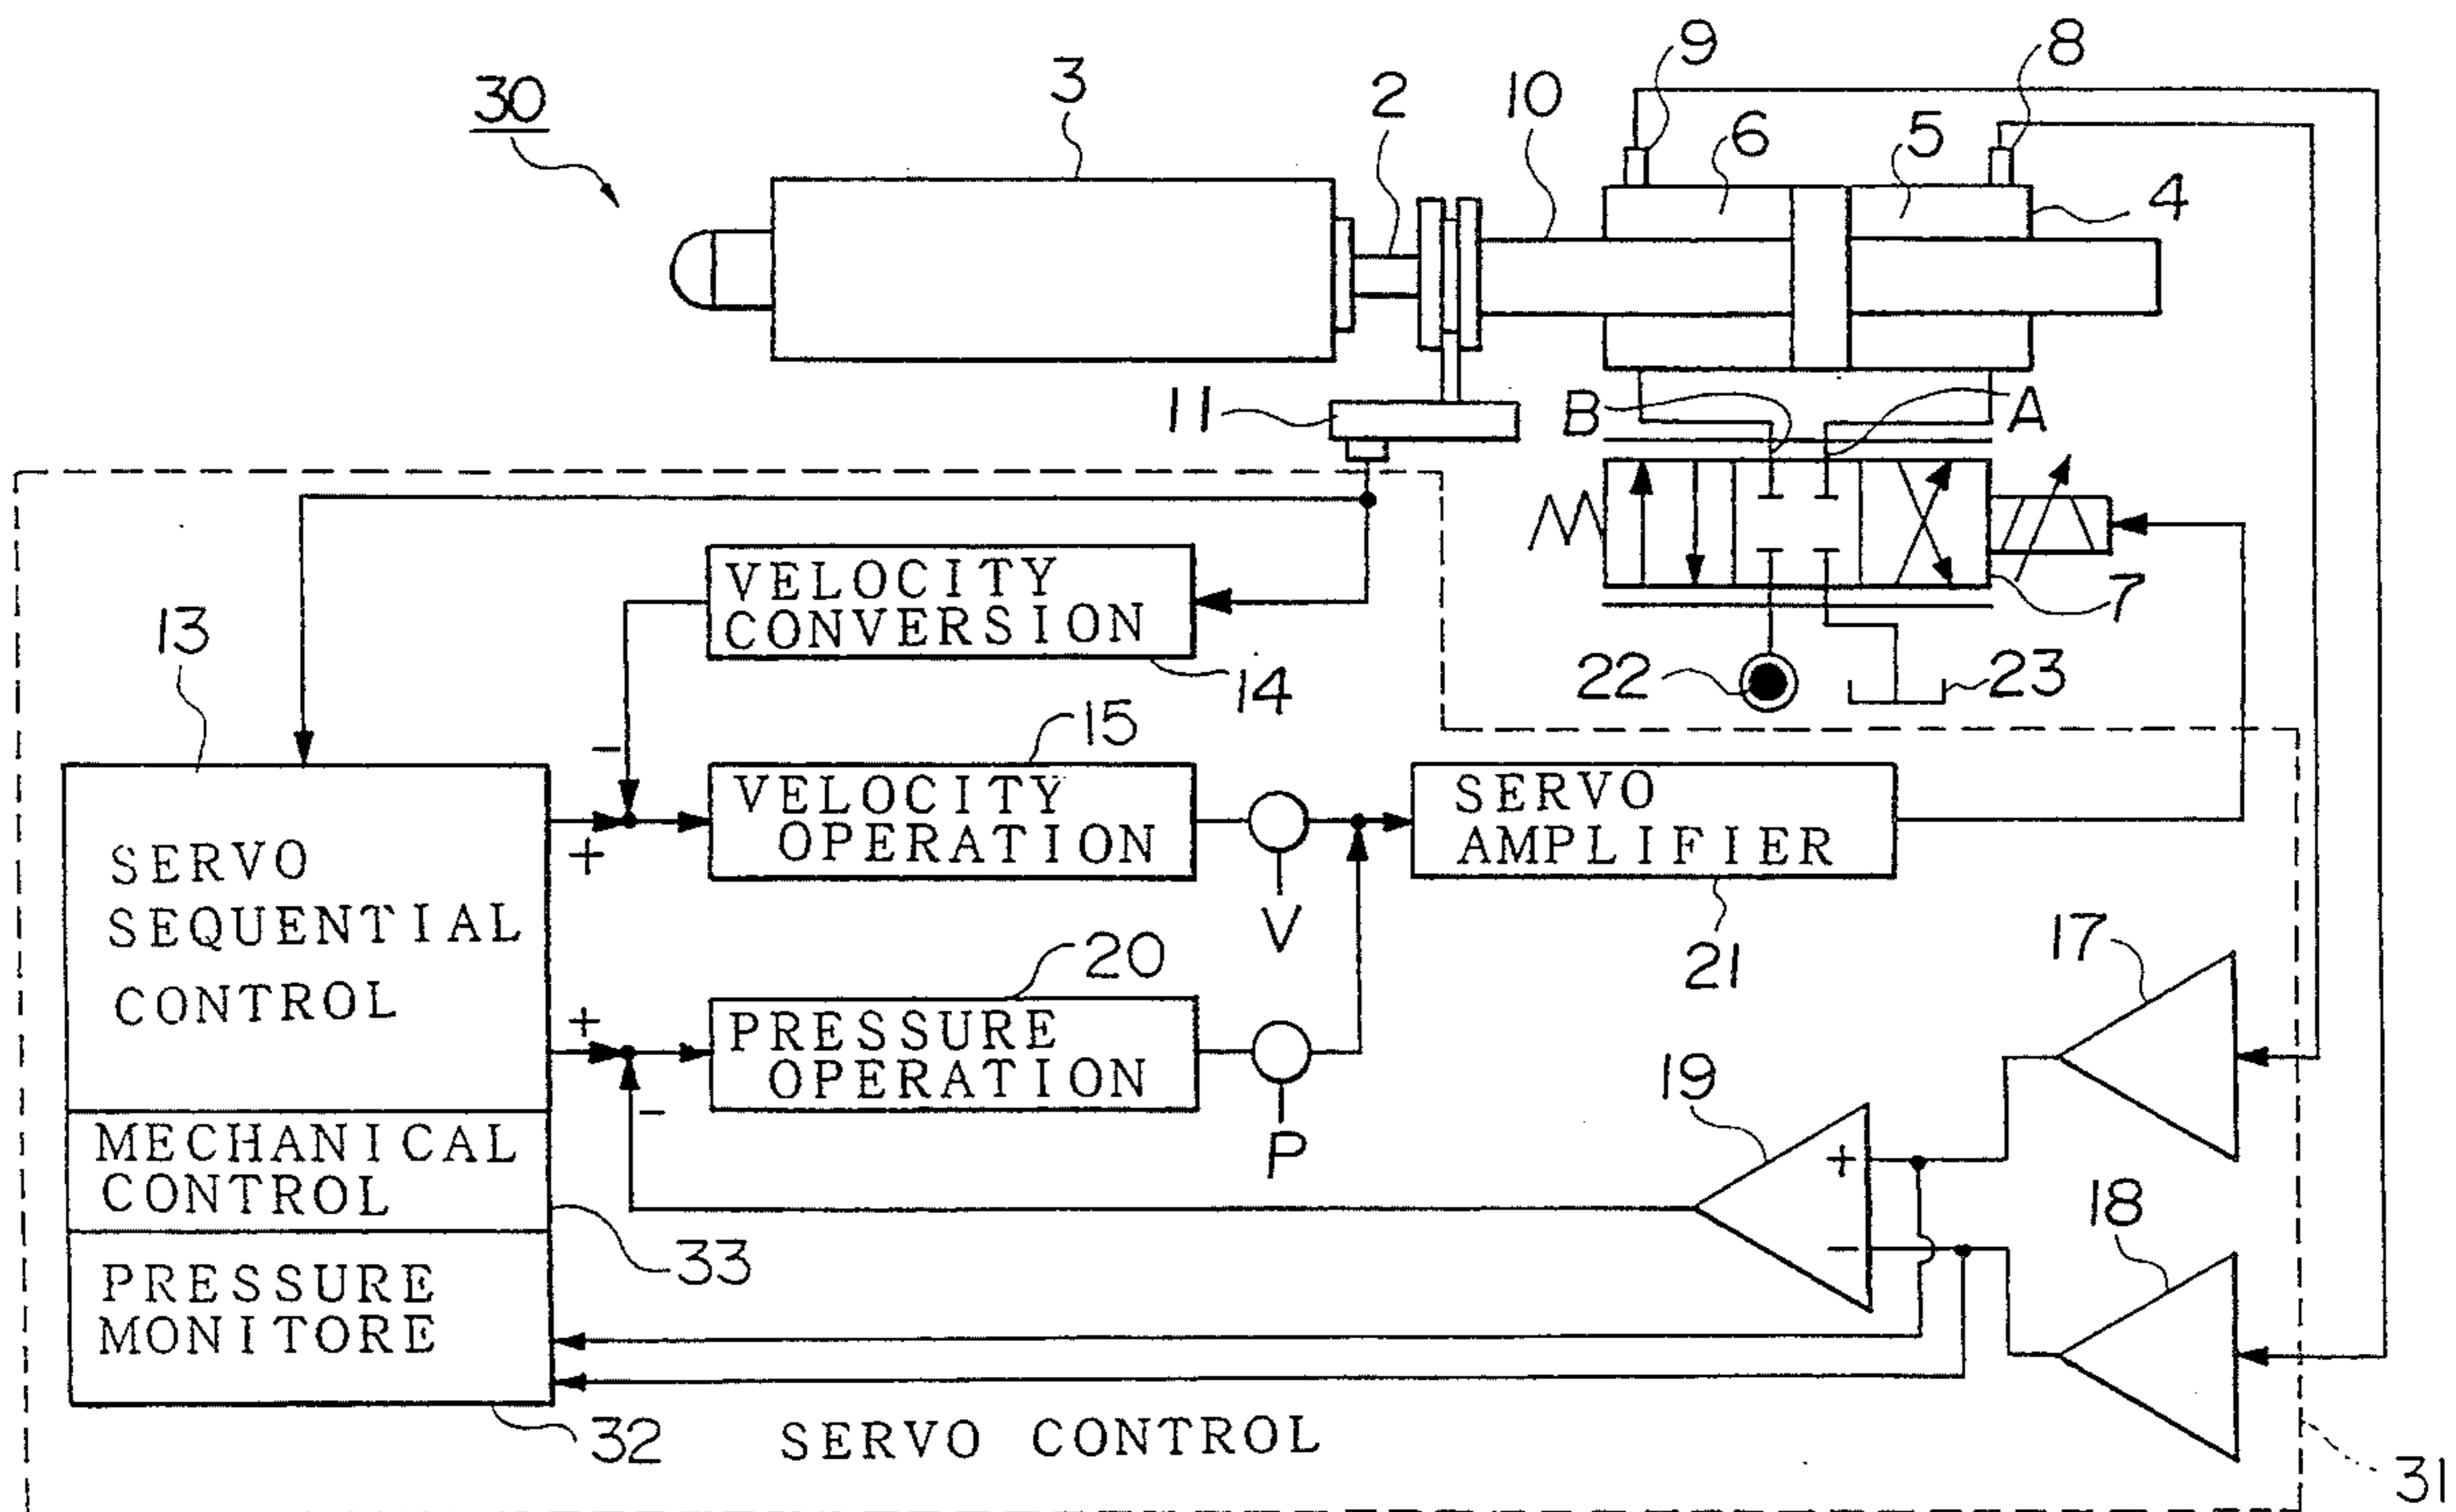 30
3
2
10
9
8
6
5
4
11
B
A
7
22
23
VELOCITY
CONVERSION
14
13
SERVO
SEQUENTIAL
CONTROL
-
+
15
VELOCITY
OPERATION
V
SERVO
AMPLIFIER
21
+
-
20
PRESSURE
OPERATION
P
17
19
+
-
18
MECHANICAL
CONTROL
33
PRESSURE
MONITORE
32
SERVO CONTROL
31